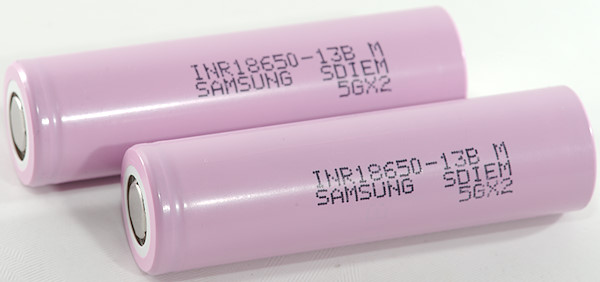 INR18650-13B M
SAMSUNG SDIEM
5GX2
INR18650-13B M
SAMSUNG SDIEM
5GX2